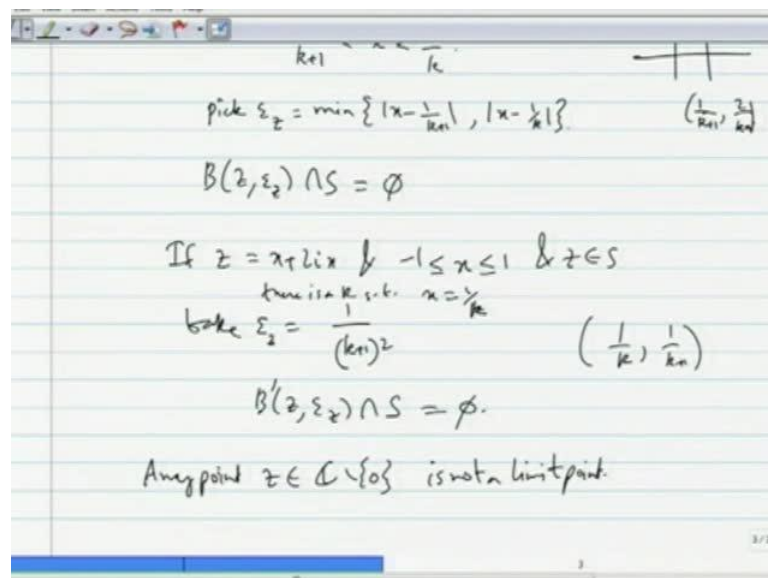 k+1 < x < 1/k.
pick ε_z = min { |x - 1/k+1| , |x - 1/k| }.
(1/k+1, 2/k+1)
B(z, ε_z) ∩ S = φ
If z = x+2ix & -1 ≤ x ≤ 1 & z ∈ S
there is a k s.t. x = 1/k
take ε_z = 1/(k+1)²
(1/k, 1/k+1)
B'(z, ε_z) ∩ S = φ.
Any point z ∈ ℂ \ {0} is not a limit point.
3